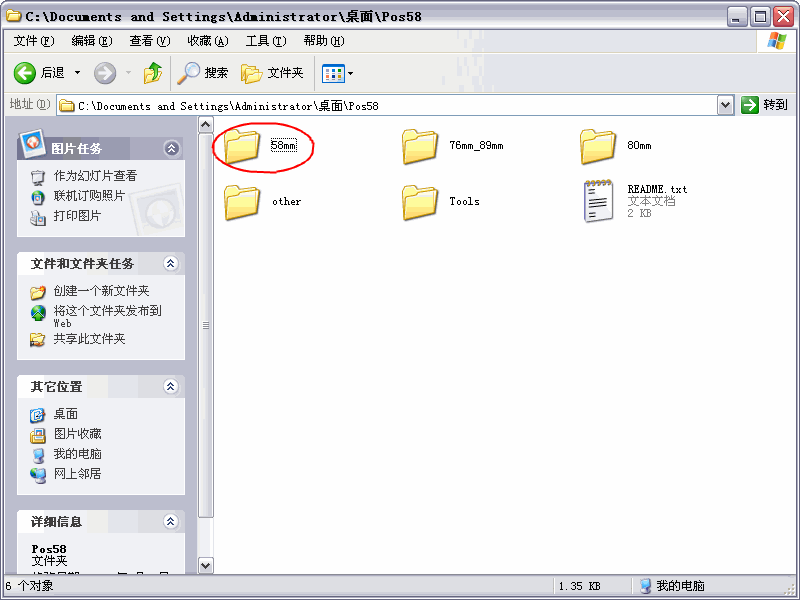 C:\Documents and Settings\Administrator\桌面\Pos58
文件(F) 编辑(E) 查看(V) 收藏(A) 工具(T) 帮助(H)
后退 搜索 文件夹
地址(D) C:\Documents and Settings\Administrator\桌面\Pos58 转到
图片任务
作为幻灯片查看
联机订购照片
打印图片
文件和文件夹任务
创建一个新文件夹
将这个文件夹发布到
Web
共享此文件夹
其它位置
桌面
图片收藏
我的电脑
网上邻居
详细信息
Pos58
文件夹
58mm
76mm_89mm
80mm
other
Tools
README.txt
文本文档
2 KB
6 个对象
1.35 KB
我的电脑